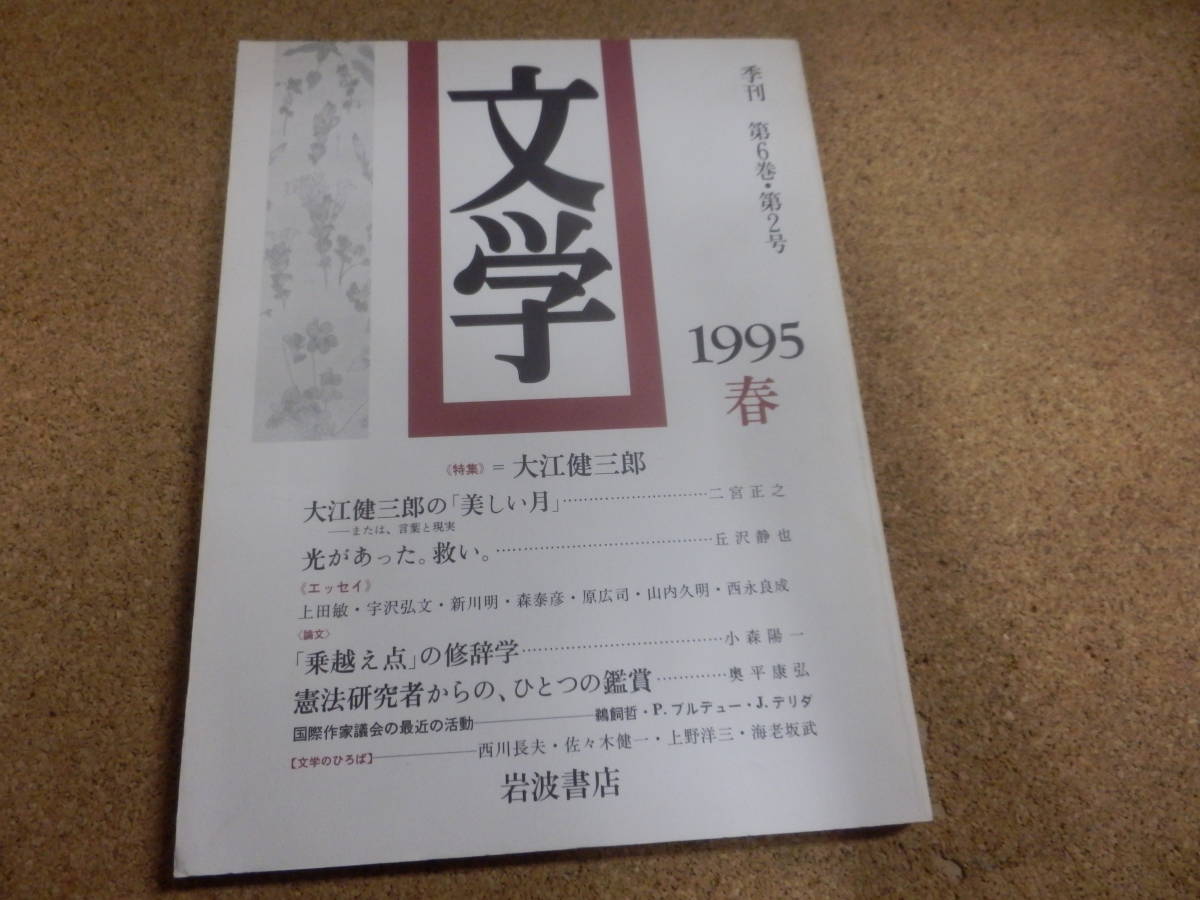 文学
季刊 第6巻・第2号
1995
春
《特集》=大江健三郎
大江健三郎の「美しい月」…………………………二宮正之
――または、言葉と現実
光があった。救い。……………………………………丘沢静也
《エッセイ》
上田敏・宇沢弘文・新川明・森泰彦・原広司・山内久明・西永良成
〈論文〉
「乗越え点」の修辞学…………………………………小森陽一
憲法研究者からの、ひとつの鑑賞…………奥平康弘
国際作家議会の最近の活動――――鵜飼哲・P.ブルデュー・J.デリダ
【文学のひろば】――――西川長夫・佐々木健一・上野洋三・海老坂武
岩波書店